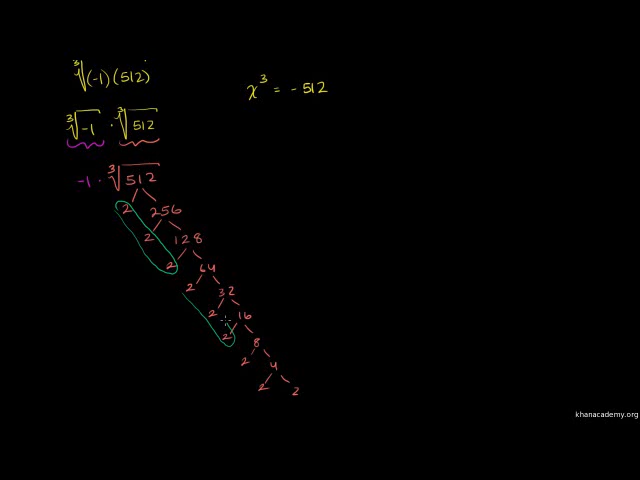 ∛(-1)(512)
x³ = -512
∛-1 · ∛512
-1 · ∛512
2 256
2 128
2 64
2 32
2 16
2 8
2 4
2 2
khanacademy.org